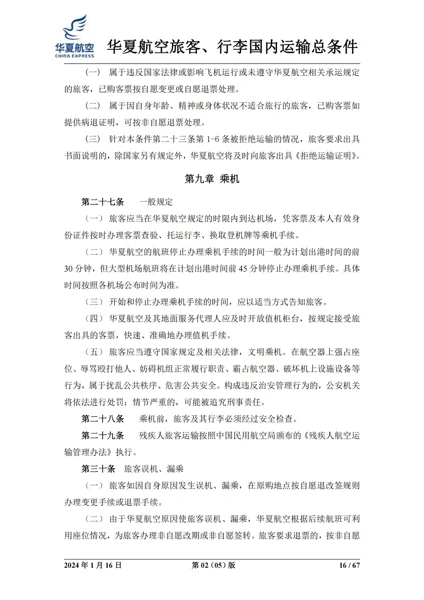 华夏航空
CHINA EXPRESS
华夏航空旅客、行李国内运输总条件
(一) 属于违反国家法律或影响飞机运行或未遵守华夏航空相关承运规定
的旅客，已购客票按自愿变更或自愿退票处理。
(二) 属于因自身年龄、精神或身体状况不适合旅行的旅客，已购客票如
提供病退证明，可按非自愿退票处理。
(三) 针对本条件第二十三条第 1-6 条被拒绝运输的情况，旅客要求出具
书面说明的，除国家另有规定外，华夏航空将及时向旅客出具《拒绝运输证明》。
第九章 乘机
第二十七条 一般规定
(一) 旅客应当在华夏航空规定的时限内到达机场，凭客票及本人有效身
份证件按时办理客票查验、托运行李、换取登机牌等乘机手续。
(二) 华夏航空的航班停止办理乘机手续的时间一般为计划出港时间的前
30 分钟，但大型机场航班将在计划出港时间前 45 分钟停止办理乘机手续。具体
时间按照各机场公布时间为准。
(三) 开始和停止办理乘机手续的时间，应以适当方式告知旅客。
(四) 华夏航空及其地面服务代理人应及时开放值机柜台，按规定接受旅
客出具的客票，快速、准确地办理值机手续。
(五) 旅客应当遵守国家规定及相关法律，文明乘机。在航空器上强占座
位、辱骂殴打他人、妨碍机组正常履行职责、霸占航空器、破坏机上设施设备等
行为，属于扰乱公共秩序、危害公共安全。构成违反治安管理行为的，公安机关
将依法进行处罚；情节严重的，可能被追究刑事责任。
第二十八条 乘机前，旅客及其行李必须经过安全检查。
第二十九条 残疾人旅客运输按照中国民用航空局颁布的《残疾人航空运
输管理办法》执行。
第三十条 旅客误机、漏乘
(一) 旅客如因自身原因发生误机、漏乘，在原购地点按自愿退改签规则
办理变更手续或退票手续。
(二) 由于华夏航空原因使旅客误机、漏乘，华夏航空根据后续航班可利
用座位情况，为旅客办理非自愿改期或非自愿签转。旅客要求退票的，按非自愿
2024 年 1 月 16 日 第 02（05）版 16 / 67